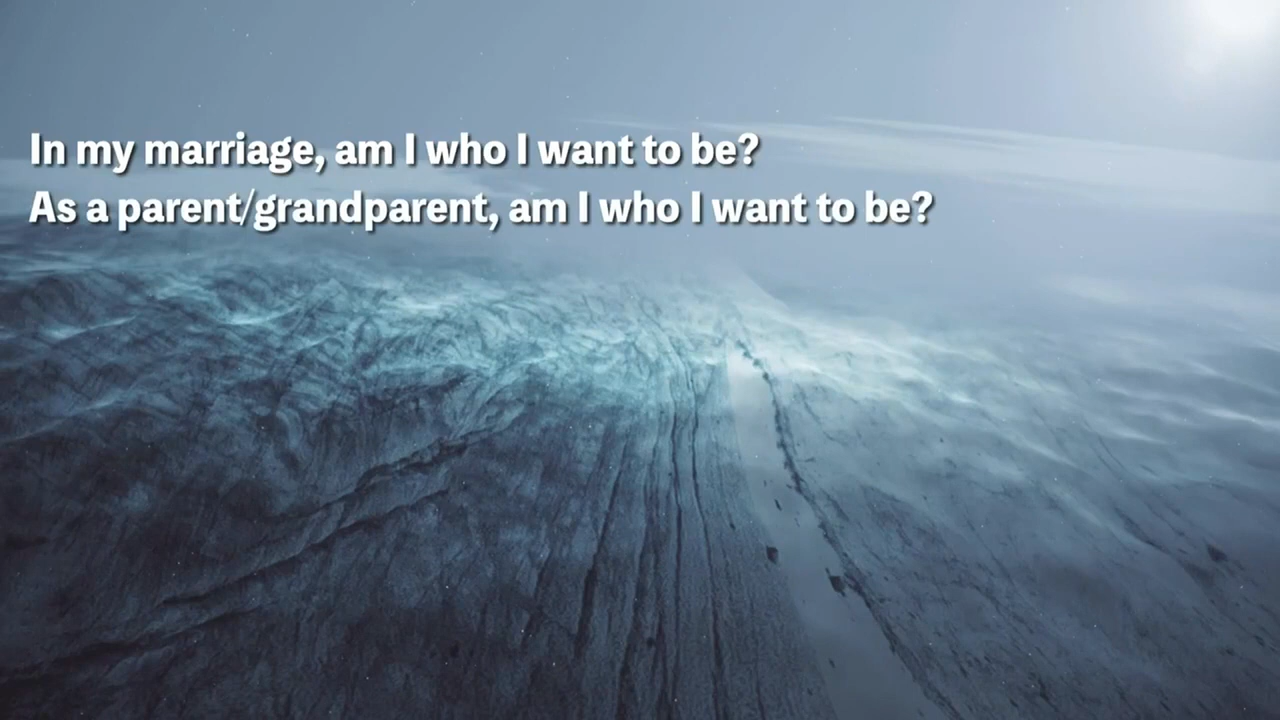 In my marriage, am I who I want to be?
As a parent/grandparent, am I who I want to be?